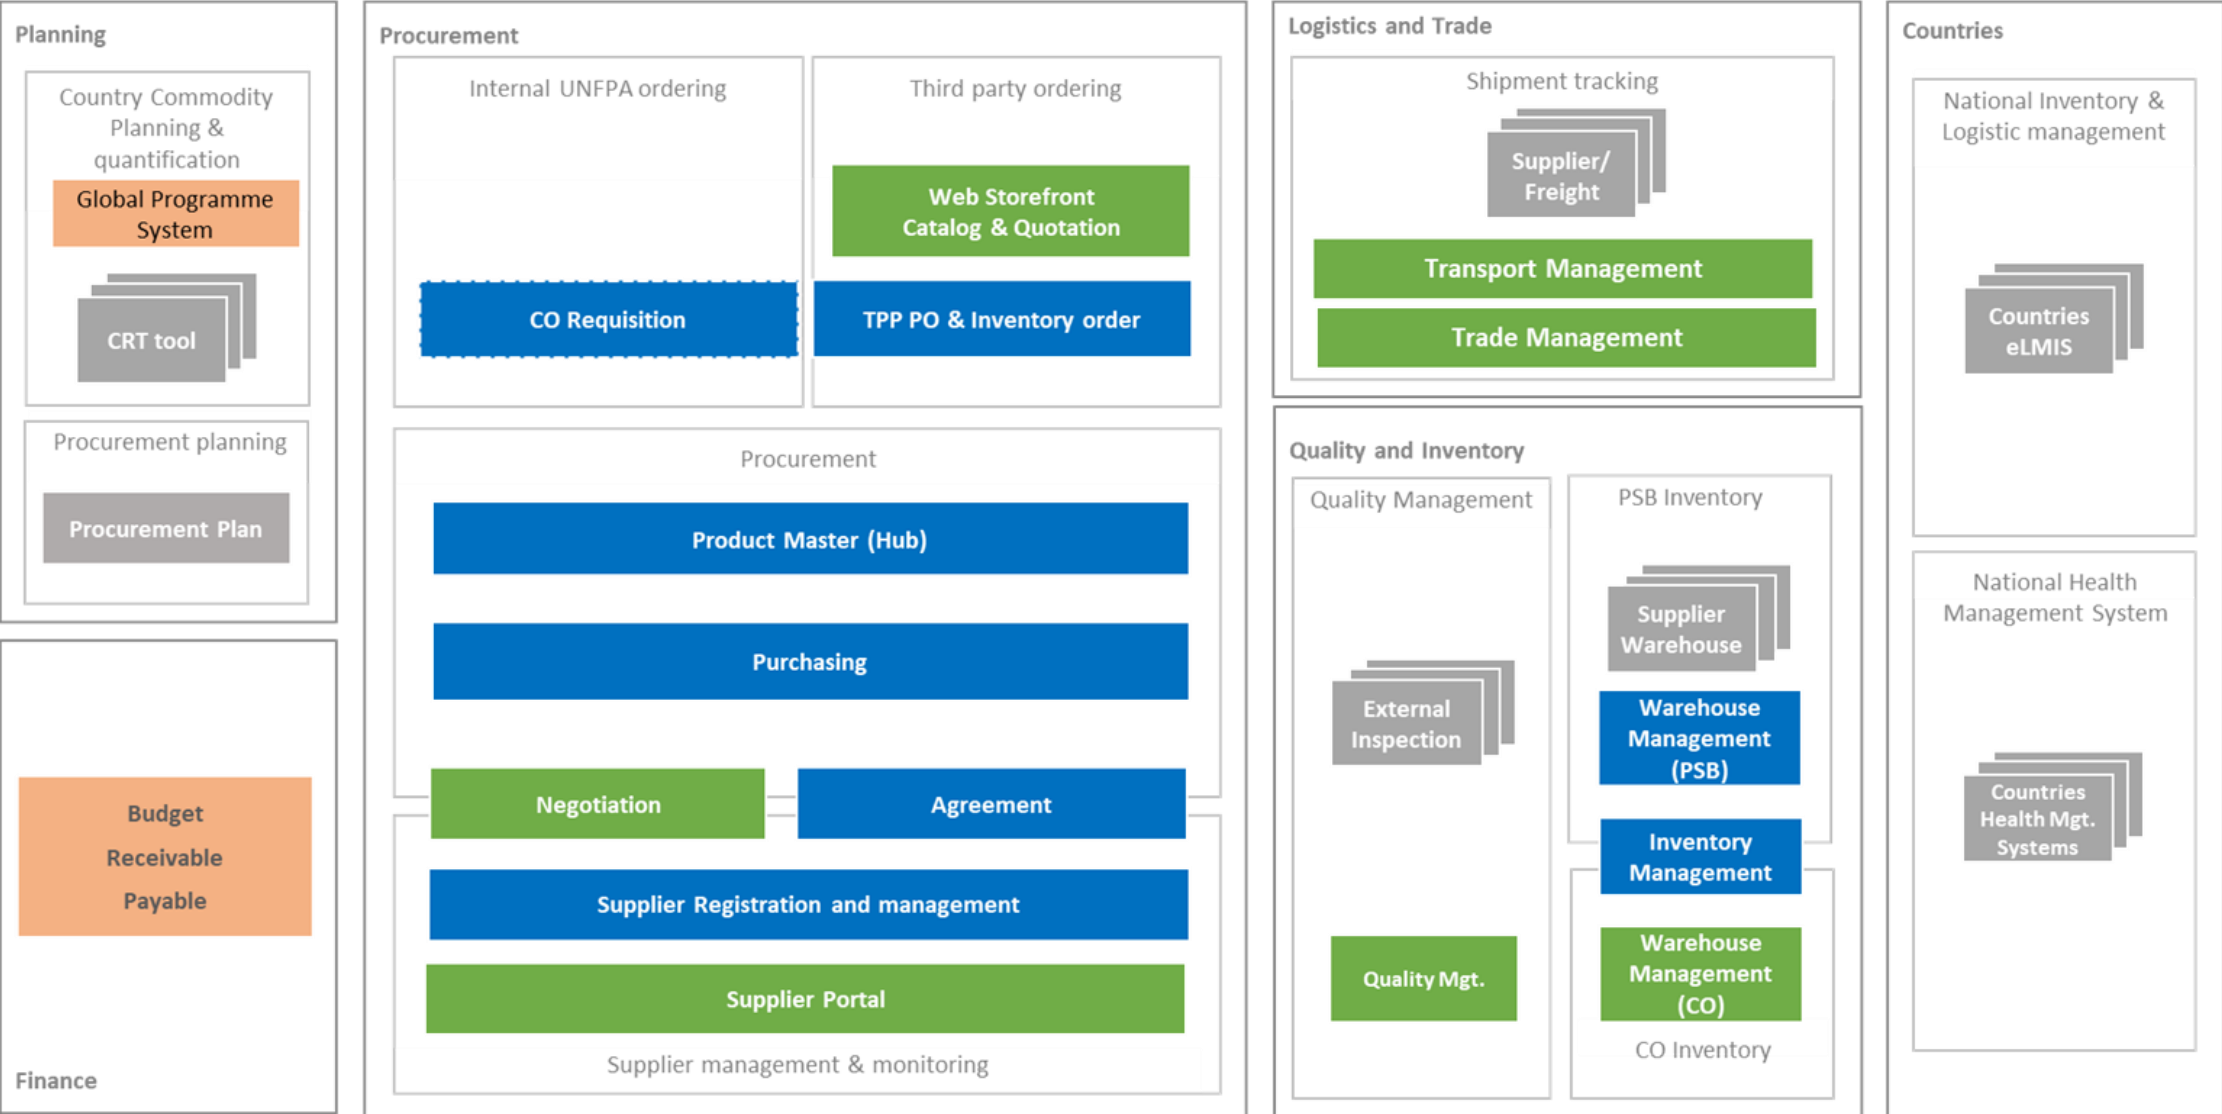 Planning
Country Commodity
Planning &
quantification
Global Programme
System
CRT tool
Procurement planning
Procurement Plan
Budget
Receivable
Payable
Finance
Procurement
Internal UNFPA ordering
CO Requisition
Third party ordering
Web Storefront
Catalog & Quotation
TPP PO & Inventory order
Procurement
Product Master (Hub)
Purchasing
Negotiation
Agreement
Supplier Registration and management
Supplier Portal
Supplier management & monitoring
Logistics and Trade
Shipment tracking
Supplier/
Freight
Transport Management
Trade Management
Quality and Inventory
Quality Management
External
Inspection
Quality Mgt.
PSB Inventory
Supplier
Warehouse
Warehouse
Management
(PSB)
Inventory
Management
Warehouse
Management
(CO)
CO Inventory
Countries
National Inventory &
Logistic management
Countries
eLMIS
National Health
Management System
Countries
Health Mgt.
Systems